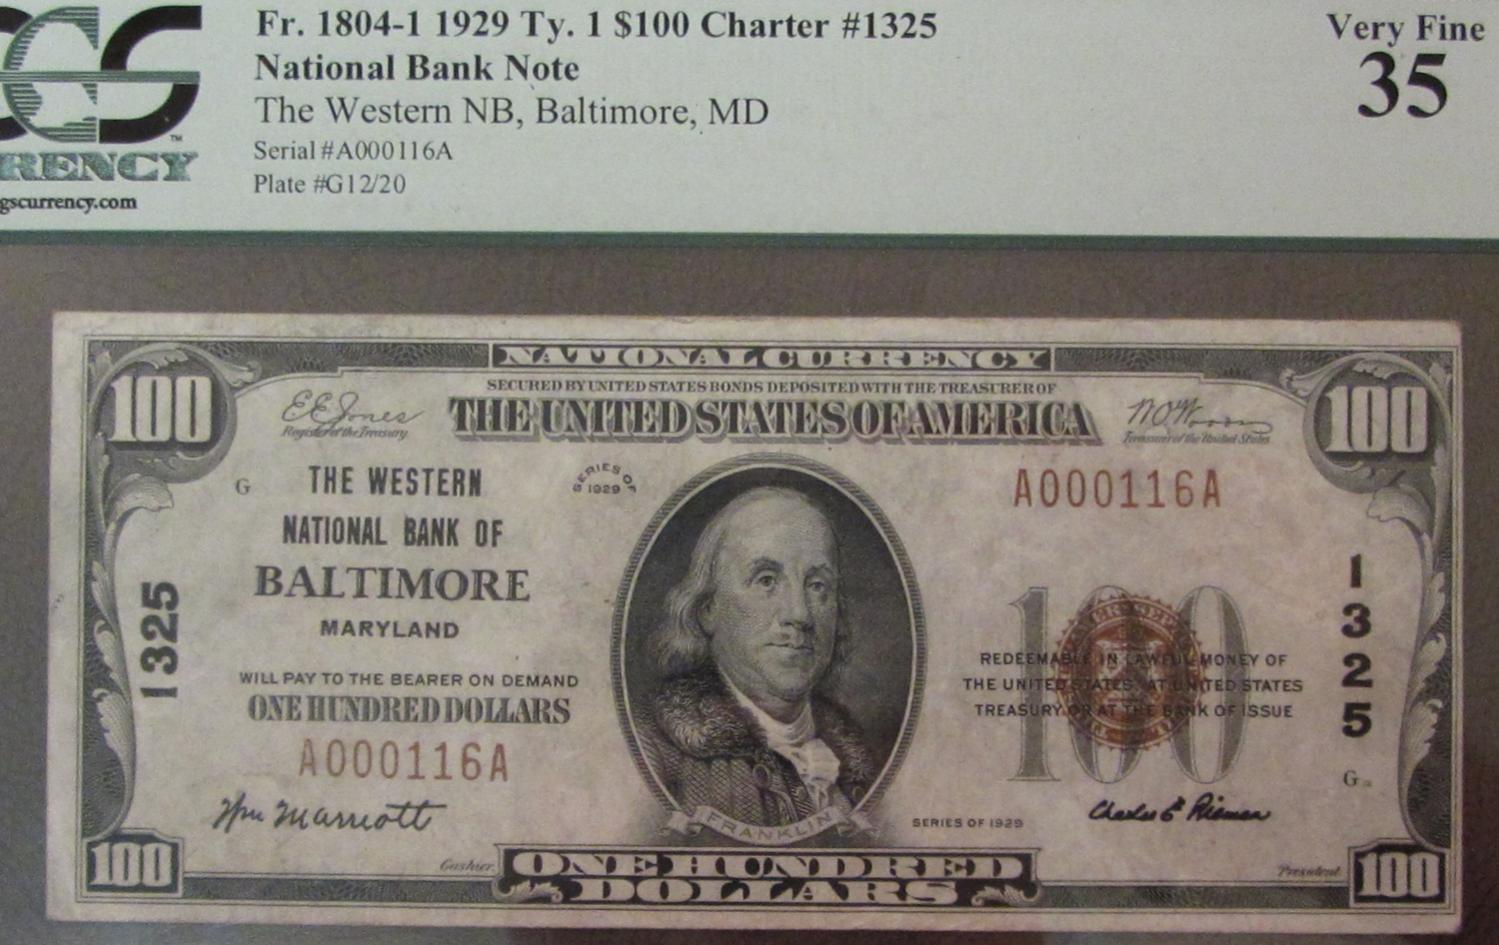 CGS
Fr. 1804-1 1929 Ty. 1 $100 Charter #1325
Very Fine
National Bank Note
35
The Western NB, Baltimore, MD
™
RENCY
Serial #A000116A
Plate #G12/20
gscurrency.com
NATIONAL CURRENCY
SECURED BY UNITED STATES BONDS DEPOSITED WITH THE TREASURER OF
THE UNITED STATES OF AMERICA
100
100
E E Jones
Register of the Treasury
W.O. Woods
Treasurer of the United States
G
THE WESTERN
NATIONAL BANK OF
BALTIMORE
MARYLAND
SERIES OF
1929
A000116A
1325
1325
WILL PAY TO THE BEARER ON DEMAND
ONE HUNDRED DOLLARS
A000116A
100
REDEEMABLE IN LAWFUL MONEY OF
THE UNITED STATES AT UNITED STATES
TREASURY OR AT THE BANK OF ISSUE
G
Wm Marriott
Cashier
FRANKLIN
SERIES OF 1929
Charles E Rieman
President
100
ONE HUNDRED
DOLLARS
100